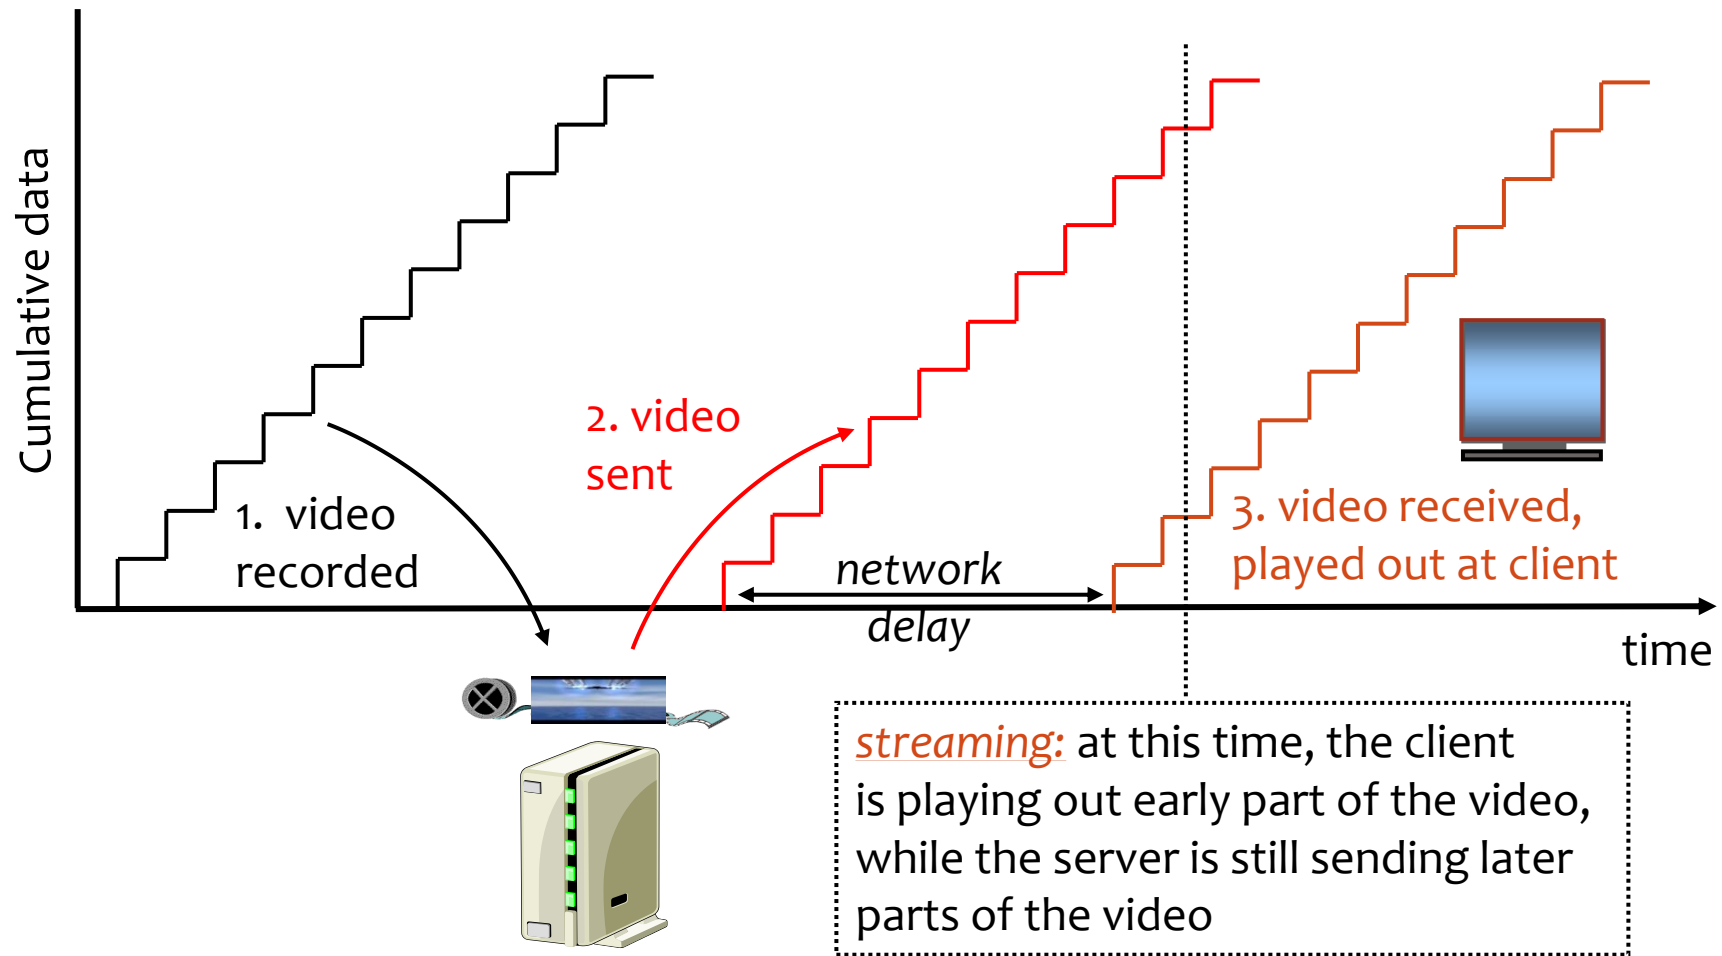 Cumulative data
1. video
recorded
2. video
sent
network
delay
3. video received,
played out at client
time
streaming: at this time, the client
is playing out early part of the video,
while the server is still sending later
parts of the video